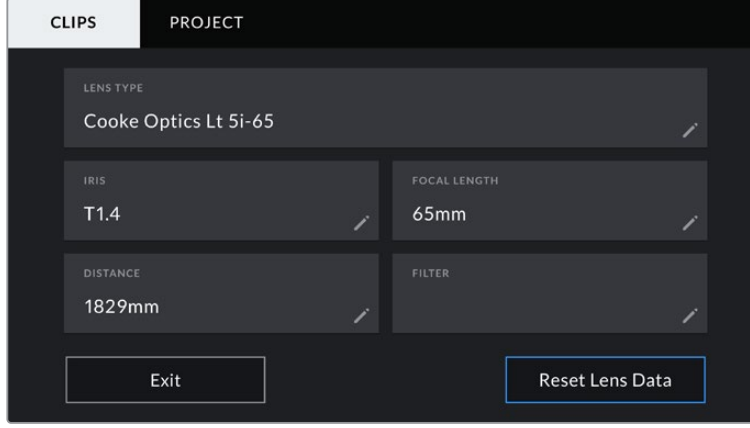 CLIPS PROJECT
LENS TYPE
Cooke Optics Lt 5i-65
IRIS FOCAL LENGTH
T1.4 65mm
DISTANCE FILTER
1829mm
Exit Reset Lens Data